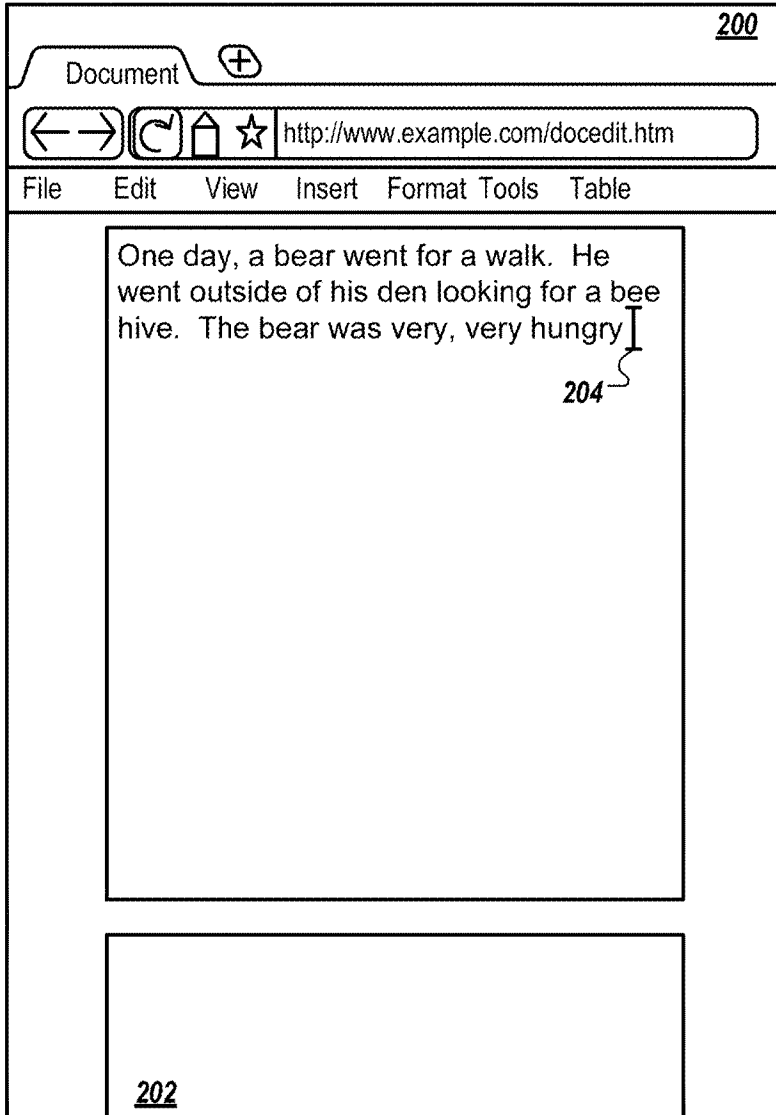 200
Document
http://www.example.com/docedit.htm
File Edit View Insert Format Tools Table
One day, a bear went for a walk.  He
went outside of his den looking for a bee
hive.  The bear was very, very hungry
204
202